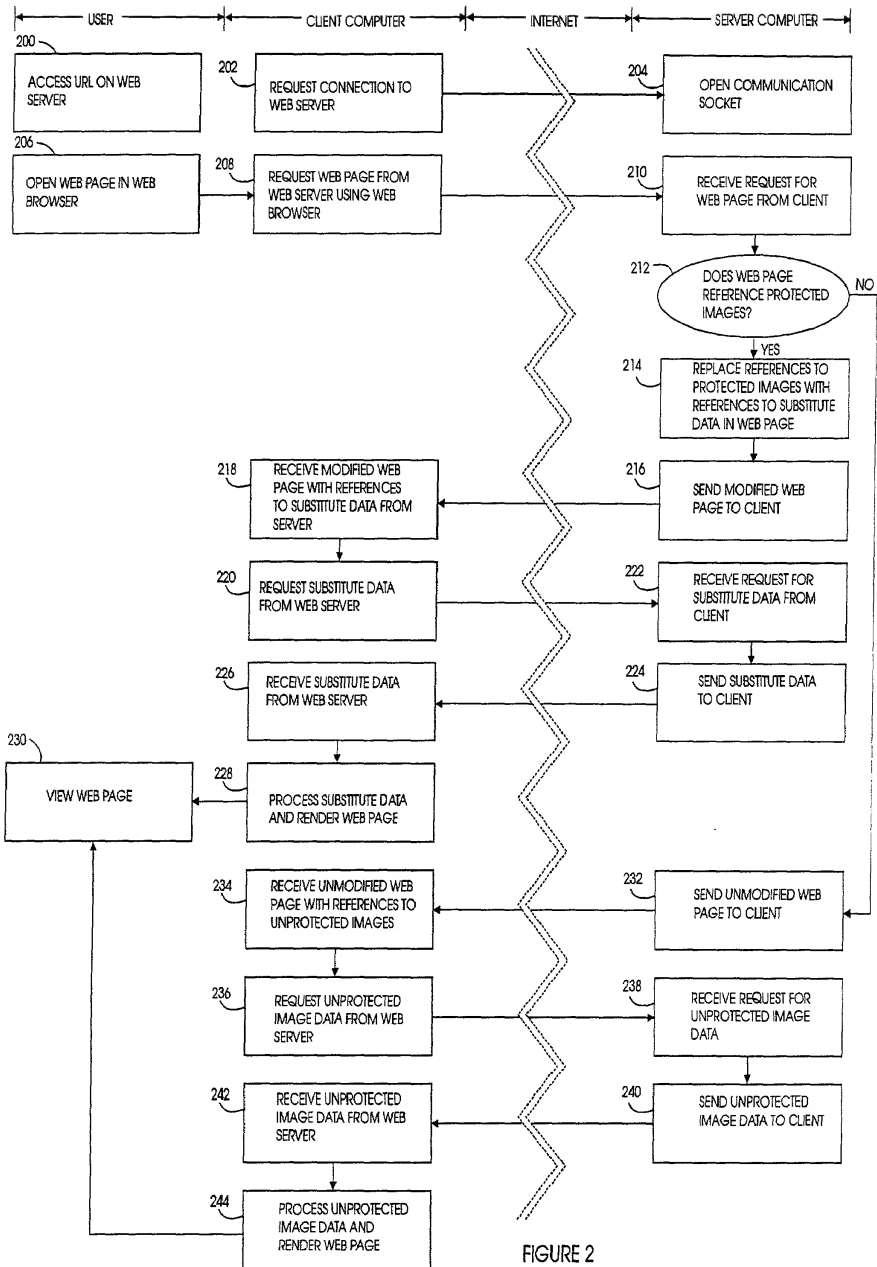 USER CLIENT COMPUTER INTERNET SERVER COMPUTER
200
ACCESS URL ON WEB
SERVER
202
REQUEST CONNECTION TO
WEB SERVER
204
OPEN COMMUNICATION
SOCKET
206
OPEN WEB PAGE IN WEB
BROWSER
208
REQUEST WEB PAGE FROM
WEB SERVER USING WEB
BROWSER
210
RECEIVE REQUEST FOR
WEB PAGE FROM CLIENT
212
DOES WEB PAGE
REFERENCE PROTECTED
IMAGES?
NO
YES
214
REPLACE REFERENCES TO
PROTECTED IMAGES WITH
REFERENCES TO SUBSTITUTE
DATA IN WEB PAGE
216
SEND MODIFIED WEB
PAGE TO CLIENT
218
RECEIVE MODIFIED WEB
PAGE WITH REFERENCES
TO SUBSTITUTE DATA FROM
SERVER
220
REQUEST SUBSTITUTE DATA
FROM WEB SERVER
222
RECEIVE REQUEST FOR
SUBSTITUTE DATA FROM
CLIENT
224
SEND SUBSTITUTE DATA
TO CLIENT
226
RECEIVE SUBSTITUTE DATA
FROM WEB SERVER
228
PROCESS SUBSTITUTE DATA
AND RENDER WEB PAGE
230
VIEW WEB PAGE
232
SEND UNMODIFIED WEB
PAGE TO CLIENT
234
RECEIVE UNMODIFIED WEB
PAGE WITH REFERENCES TO
UNPROTECTED IMAGES
236
REQUEST UNPROTECTED
IMAGE DATA FROM WEB
SERVER
238
RECEIVE REQUEST FOR
UNPROTECTED IMAGE
DATA
240
SEND UNPROTECTED
IMAGE DATA TO CLIENT
242
RECEIVE UNPROTECTED
IMAGE DATA FROM WEB
SERVER
244
PROCESS UNPROTECTED
IMAGE DATA AND
RENDER WEB PAGE
FIGURE 2